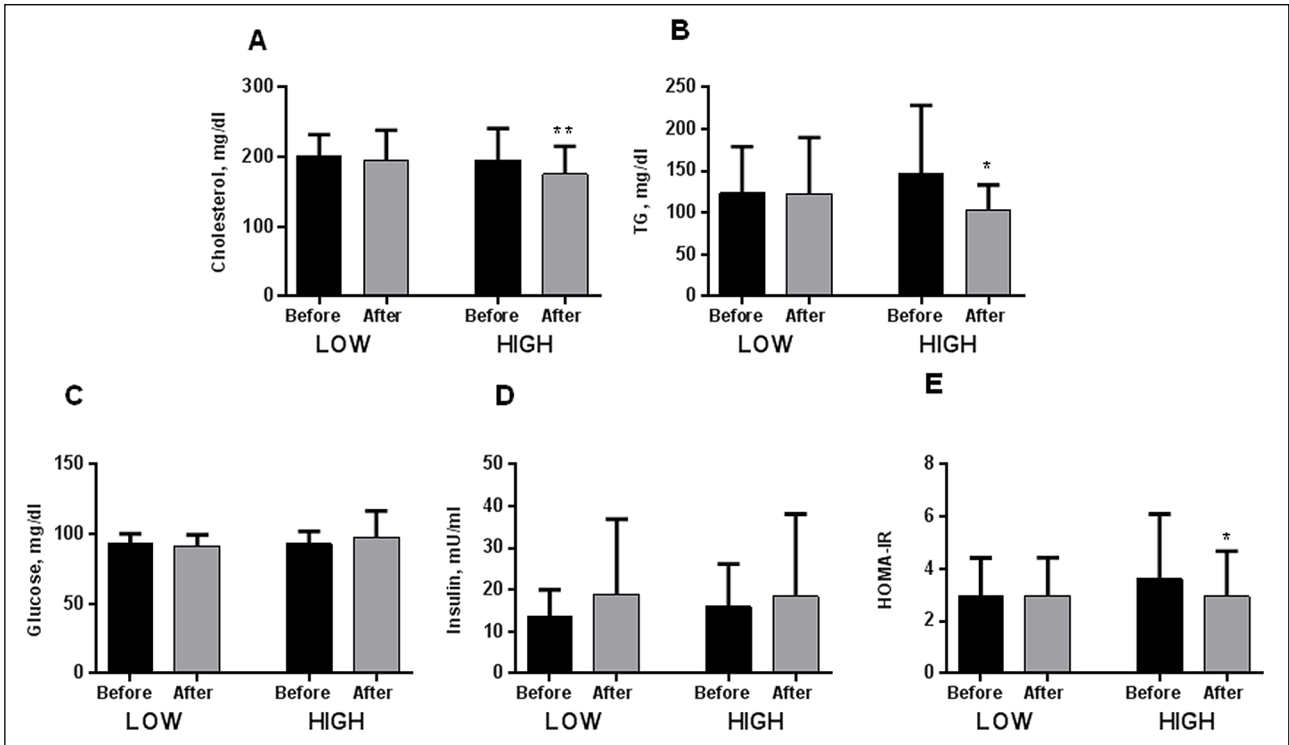 A
Cholesterol, mg/dl
300
200
100
0
**
Before After Before After
LOW HIGH
B
TG, mg/dl
250
200
150
100
50
0
*
Before After Before After
LOW HIGH
C
Glucose, mg/dl
150
100
50
0
Before After Before After
LOW HIGH
D
Insulin, mU/ml
50
40
30
20
10
0
Before After Before After
LOW HIGH
E
HOMA-IR
8
6
4
2
0
*
Before After Before After
LOW HIGH